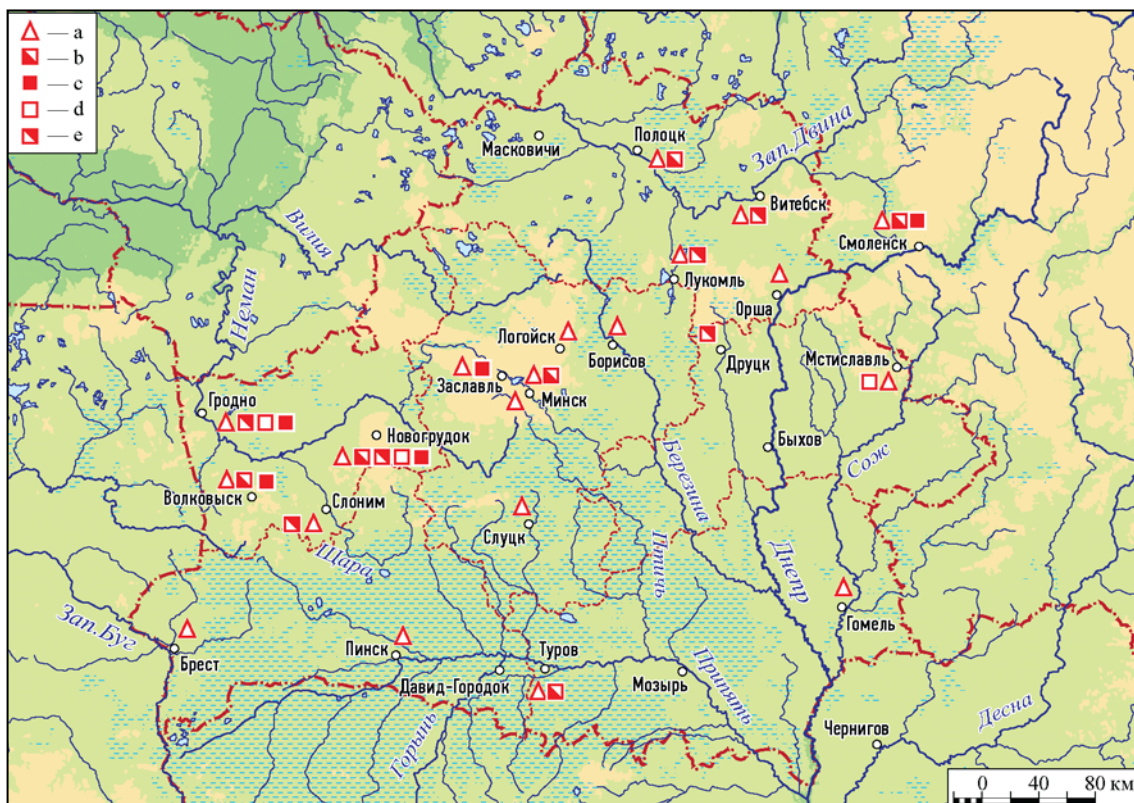 — a
— b
— c
— d
— e
Масковичи
Полоцк
Зап.Двина
Витебск
Смоленск
Вилия
Неман
Лукомль
Орша
Логойск
Борисов
Друцк
Мстиславль
Заславль
Минск
Гродно
Новогрудок
Быхов
Сож
Березина
Волковыск
Слоним
Слуцк
Щара
Птичь
Днепр
Гомель
Зап.Буг
Брест
Пинск
Туров
Давид-Городок
Мозырь
Припять
Горынь
Чернигов
Десна
0 40 80 км